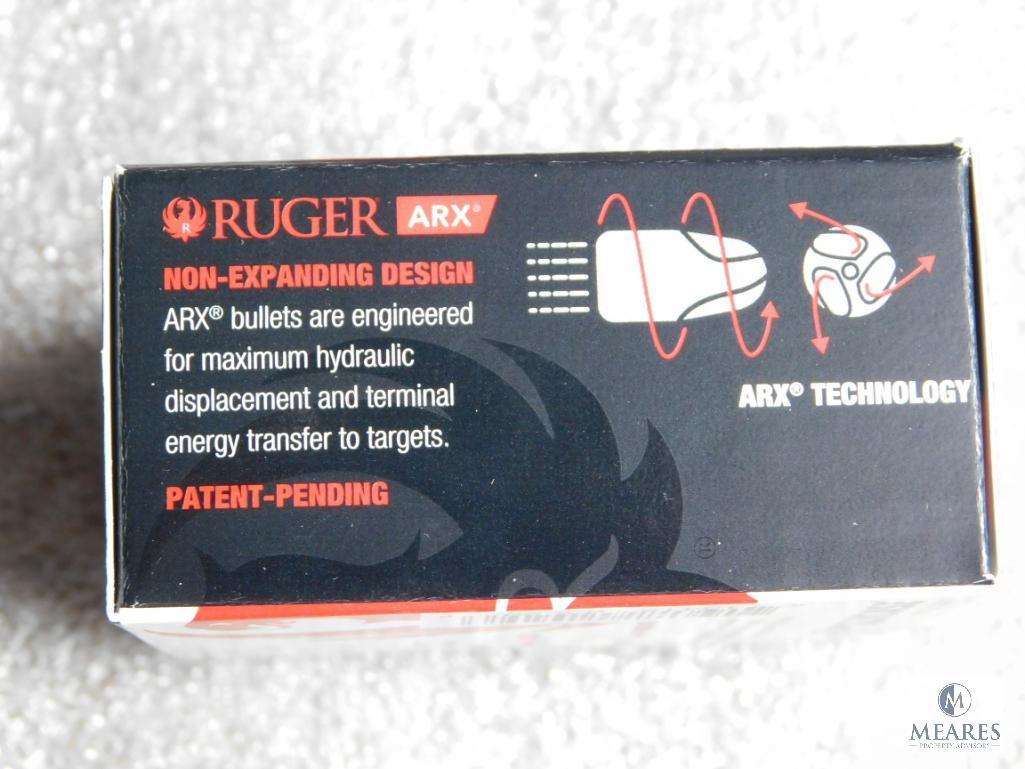 RUGER ARX®
NON-EXPANDING DESIGN
ARX® bullets are engineered
for maximum hydraulic
displacement and terminal
energy transfer to targets.
PATENT-PENDING
ARX® TECHNOLOGY
M
MEARES
PROPERTY ADVISORS